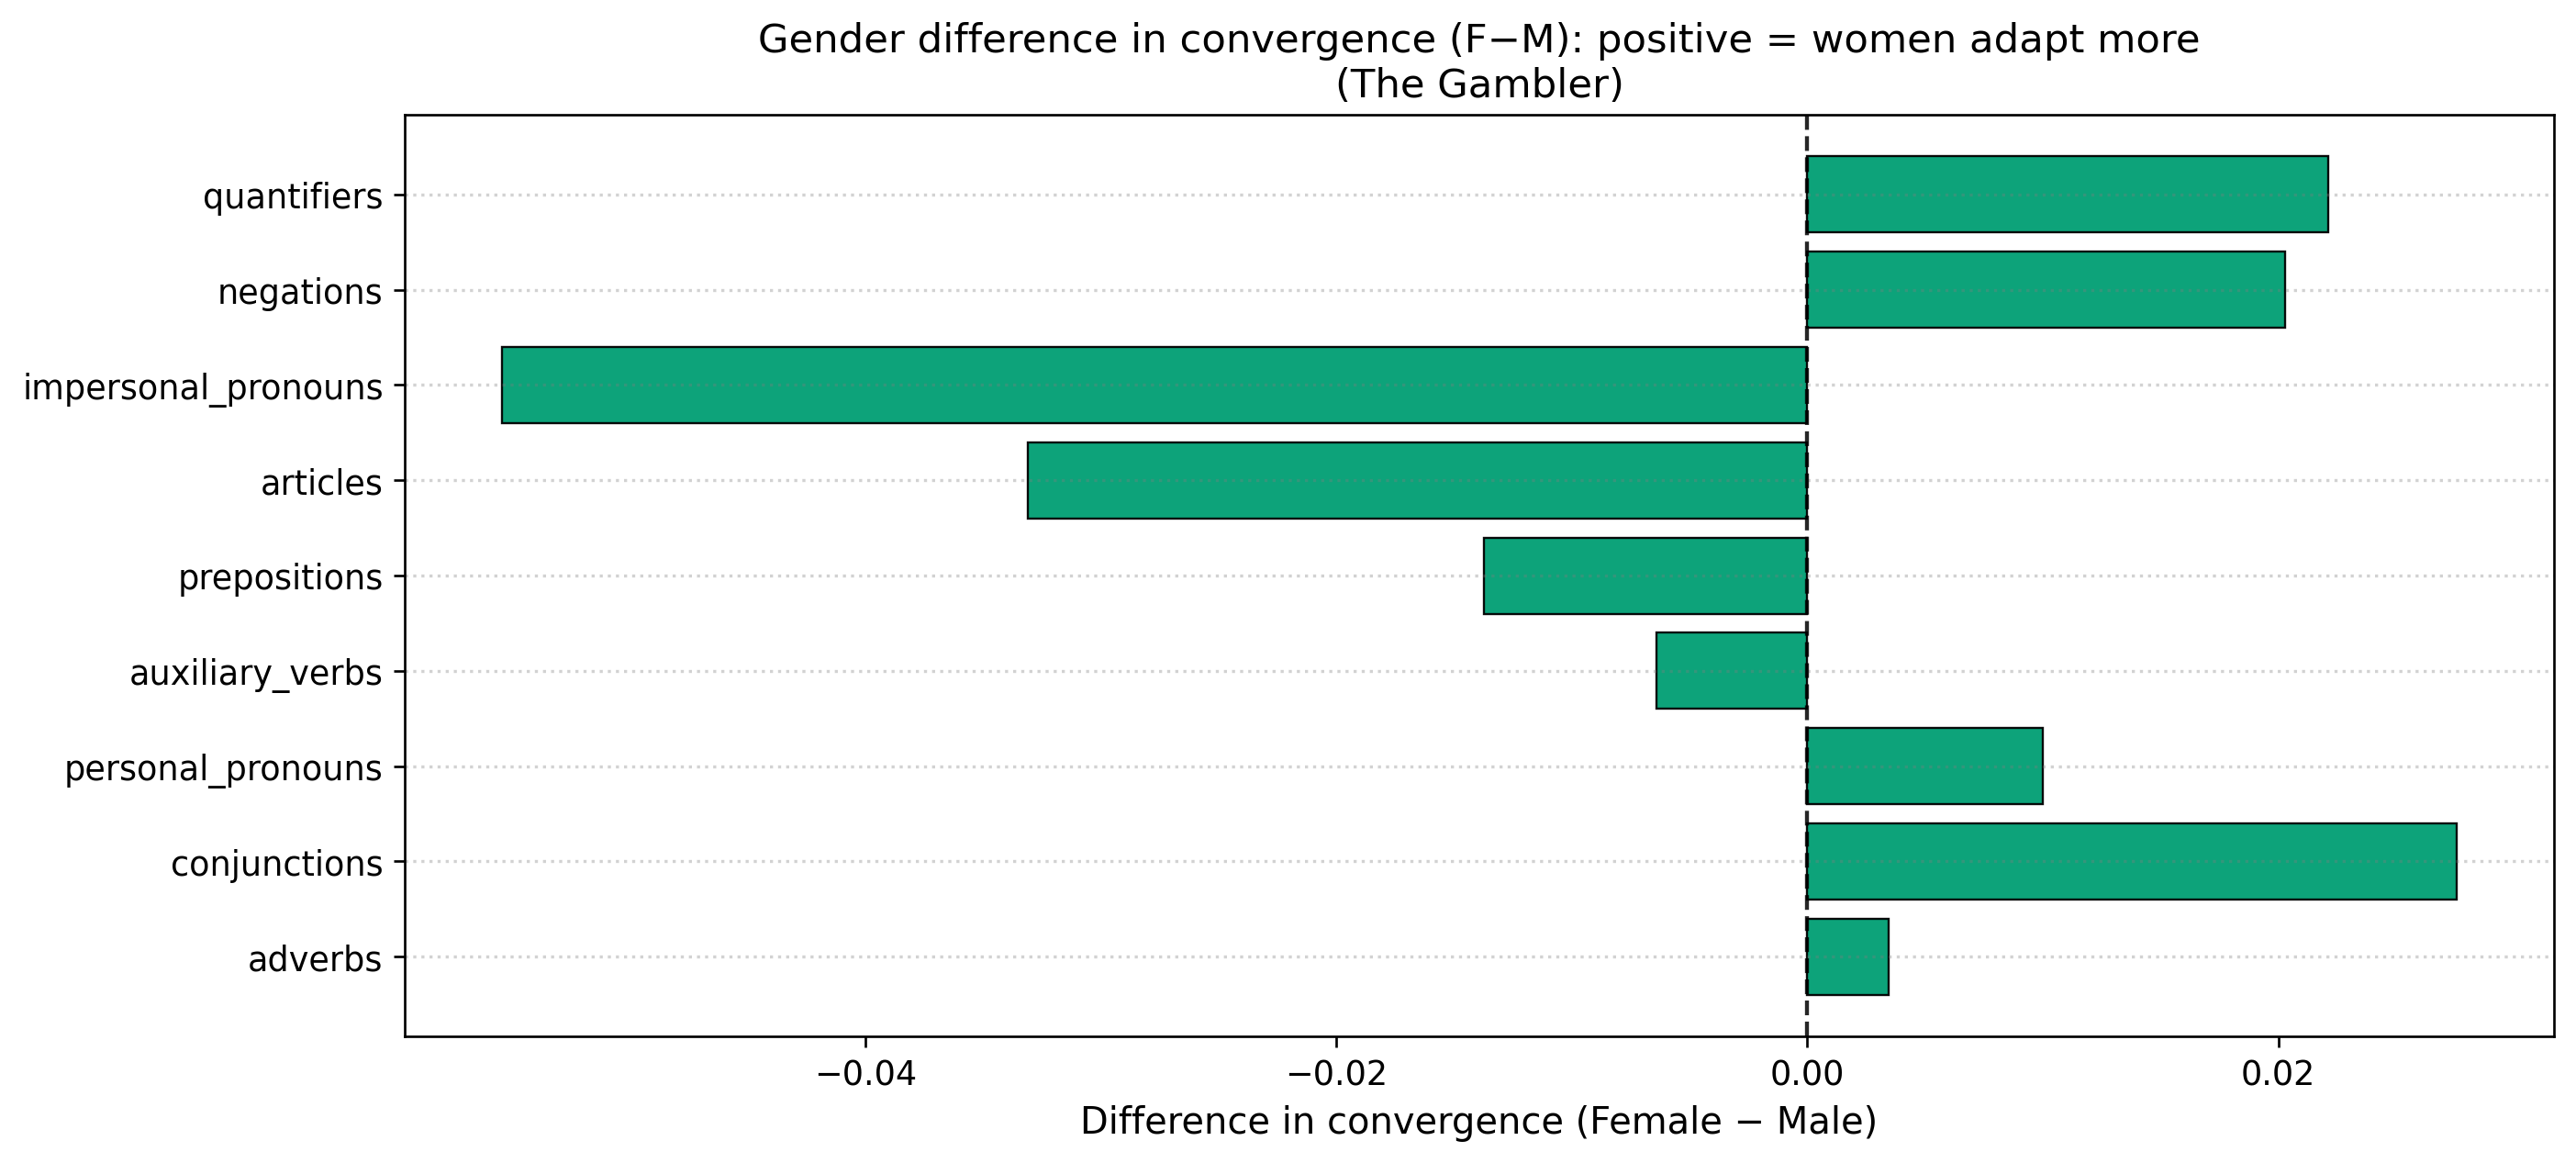 Gender difference in convergence (F−M): positive = women adapt more
(The Gambler)
quantifiers
negations
impersonal_pronouns
articles
prepositions
auxiliary_verbs
personal_pronouns
conjunctions
adverbs
−0.04 −0.02 0.00 0.02
Difference in convergence (Female − Male)